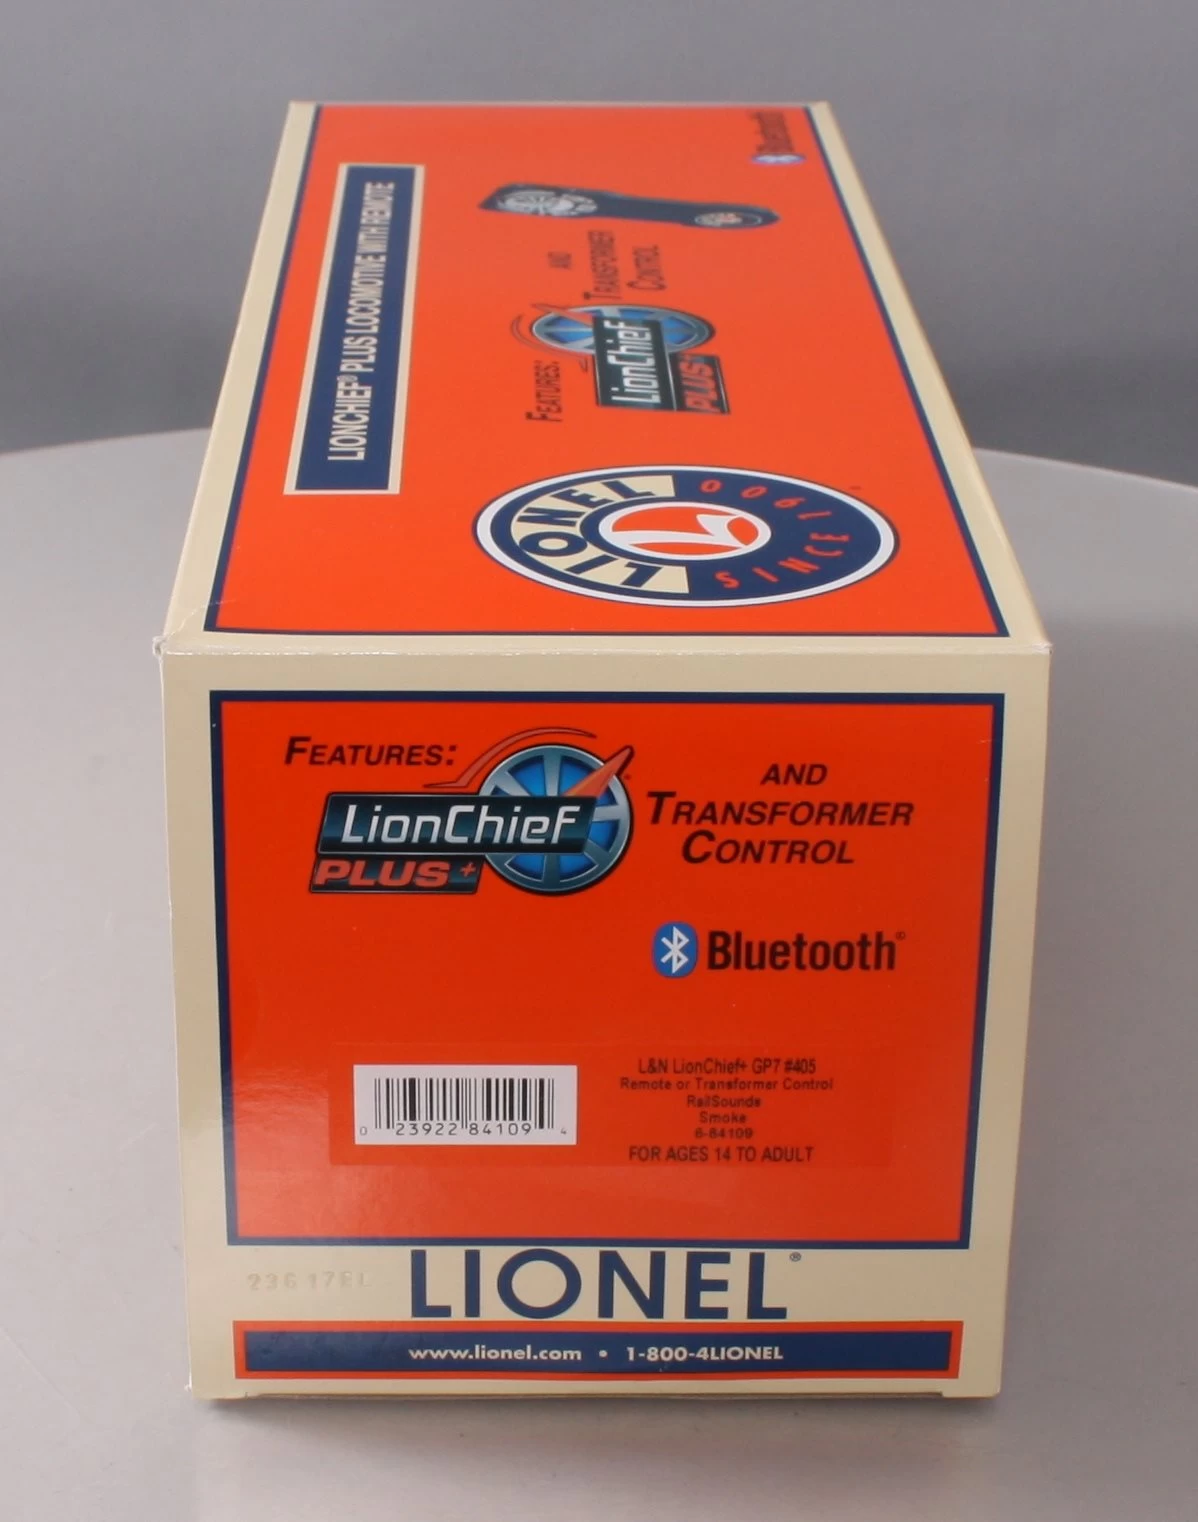 LIONCHIEF® PLUS LOCOMOTIVE WITH REMOTE
Bluetooth
FEATURES:
LionChief
PLUS+
AND
TRANSFORMER
CONTROL
LIONEL
SINCE 1900
L
FEATURES:
LionChief
PLUS+
AND
TRANSFORMER
CONTROL
Bluetooth®
0 23922 84109 4
L&N LionChief+ GP7 #405
Remote or Transformer Control
RailSounds
Smoke
6-84109
FOR AGES 14 TO ADULT
LIONEL®
www.lionel.com • 1-800-4LIONEL